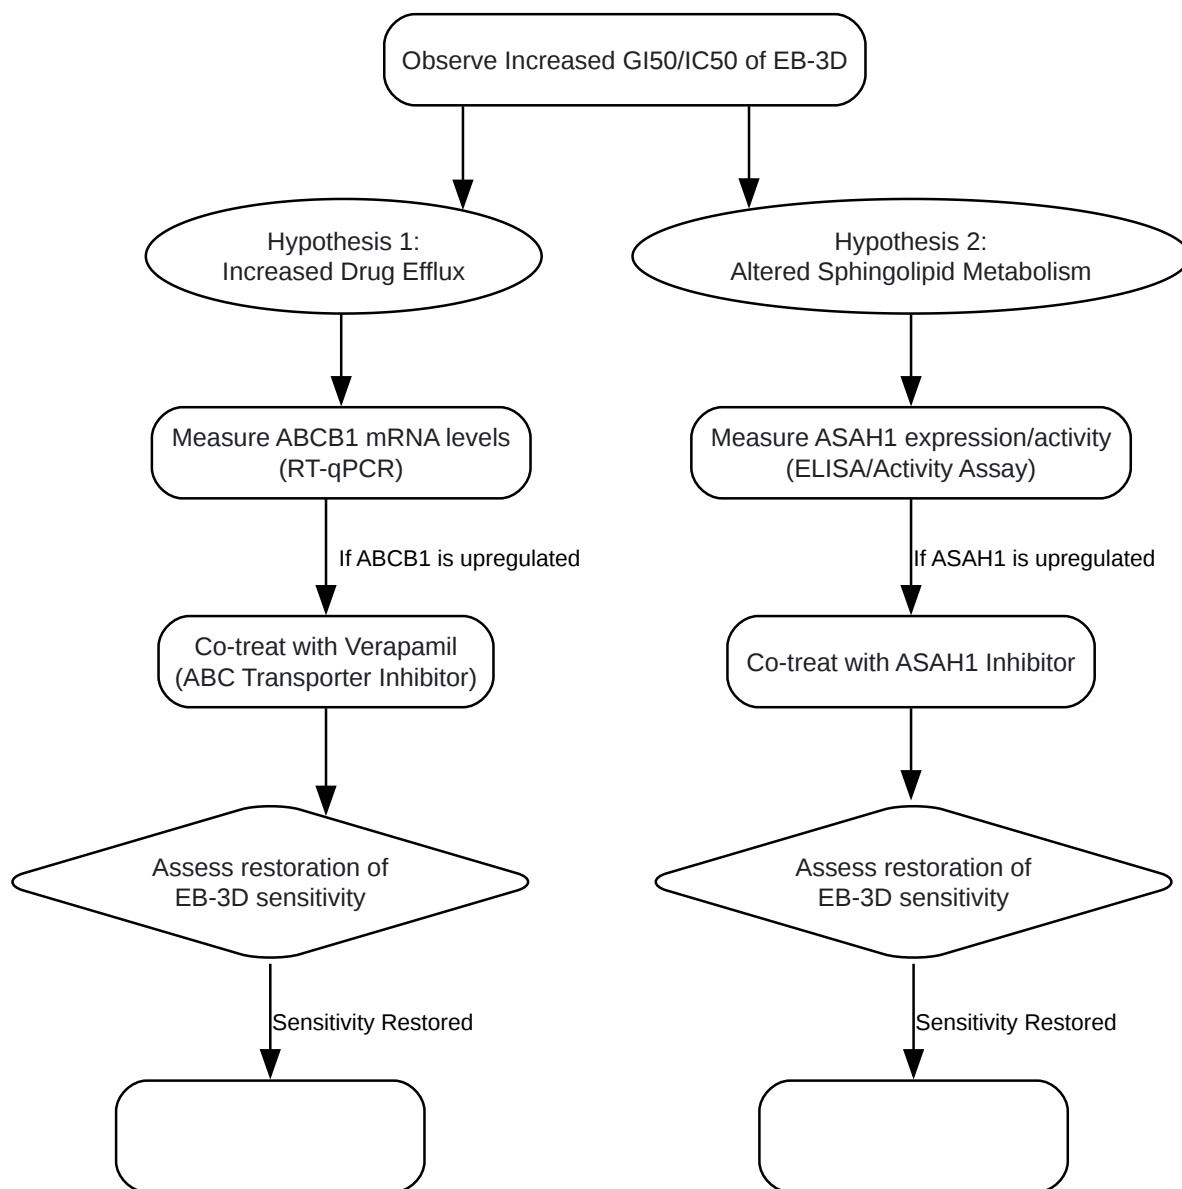 Observe Increased GI50/IC50 of EB-3D
Hypothesis 1:
Increased Drug Efflux
Hypothesis 2:
Altered Sphingolipid Metabolism
Measure ABCB1 mRNA levels
(RT-qPCR)
Measure ASAH1 expression/activity
(ELISA/Activity Assay)
If ABCB1 is upregulated
If ASAH1 is upregulated
Co-treat with Verapamil
(ABC Transporter Inhibitor)
Co-treat with ASAH1 Inhibitor
Assess restoration of
EB-3D sensitivity
Assess restoration of
EB-3D sensitivity
Sensitivity Restored
Sensitivity Restored